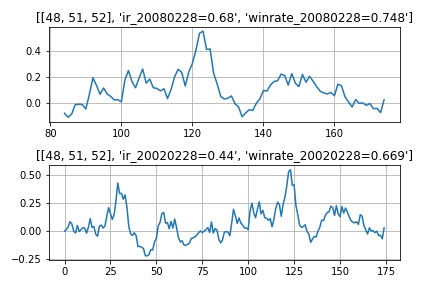 [[48, 51, 52], 'ir_20080228=0.68', 'winrate_20080228=0.748']
0.4
0.2
0.0
80 100 120 140 160
[[48, 51, 52], 'ir_20020228=0.44', 'winrate_20020228=0.669']
0.50
0.25
0.00
−0.25
0 25 50 75 100 125 150 175